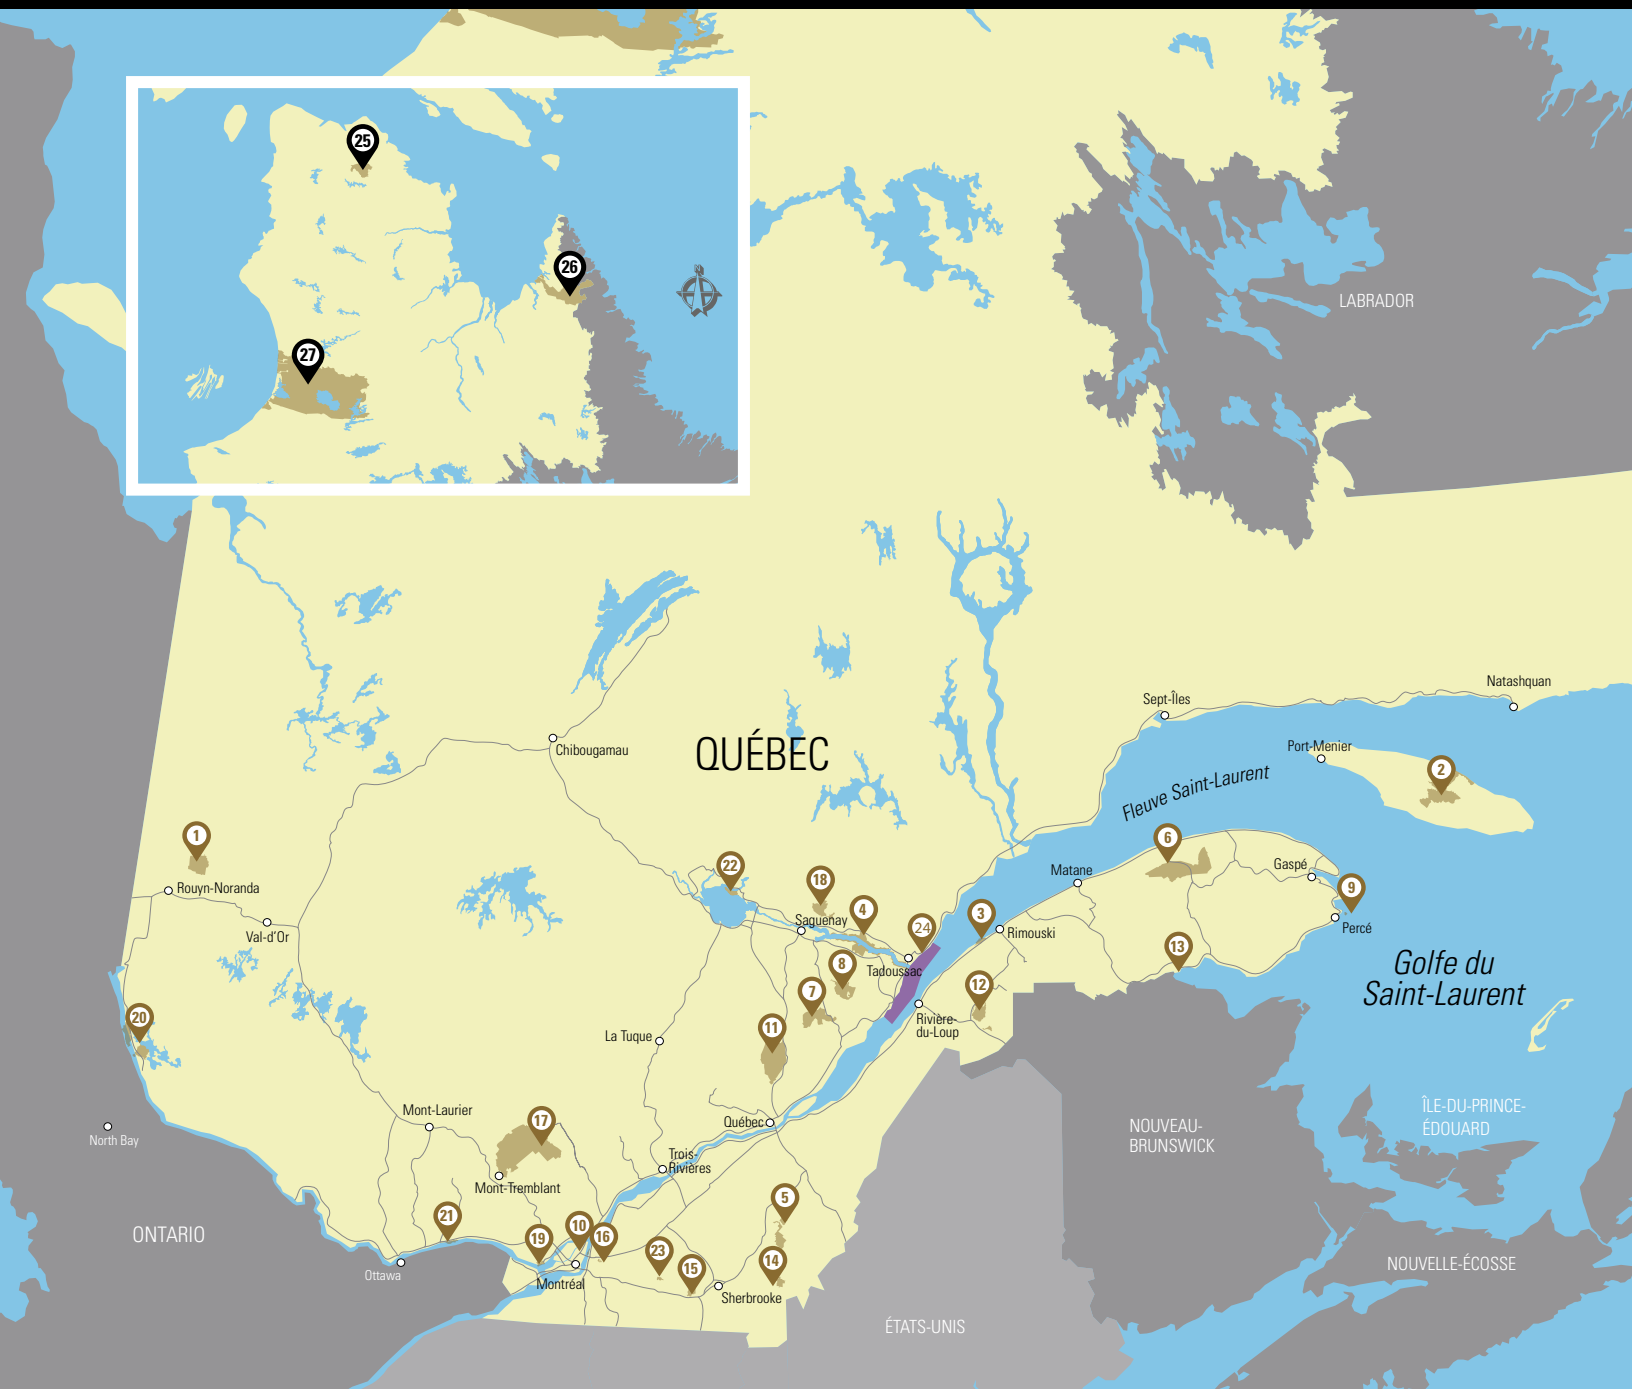 25
26
27
LABRADOR
Natashquan
Sept-Îles
Port-Menier
Chibougamau
QUÉBEC
Fleuve Saint-Laurent
2
1
6
Matane
Gaspé
22
18
9
Rouyn-Noranda
4
3
Saguenay
24
Rimouski
Percé
Val-d'Or
13
8
Tadoussac
Golfe du
Saint-Laurent
7
12
20
11
Rivière-
du-Loup
La Tuque
Mont-Laurier
17
Québec
ÎLE-DU-PRINCE-
ÉDOUARD
North Bay
NOUVEAU-
BRUNSWICK
Trois-
Rivières
Mont-Tremblant
5
21
ONTARIO
19
10
16
23
14
15
Ottawa
Montréal
Sherbrooke
NOUVELLE-ÉCOSSE
ÉTATS-UNIS